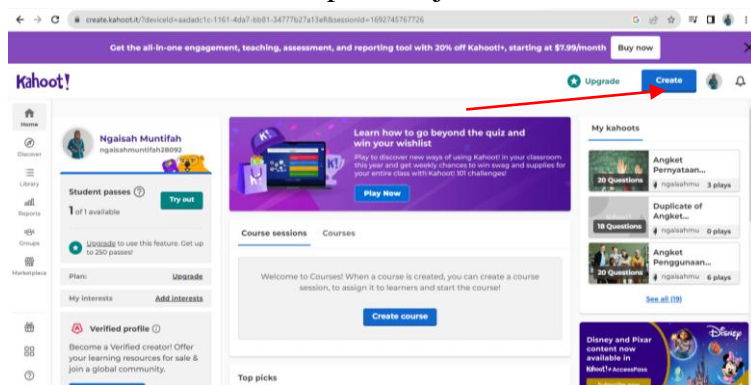 create.kahoot.it/?deviceId=aadadc1c-1161-4da7-bb81-34777b27a13eR&sessionId=1692745767726
Get the all-in-one engagement, teaching, assessment, and reporting tool with 20% off Kahoot!+, starting at $7.99/month
Buy now
Kahoot!
Upgrade
Create
Home
Discover
Library
Reports
Groups
Marketplace
Ngaisah Muntifah
ngaisahmuntifah28092
Student passes
Try out
1 of 1 available
Upgrade to use this feature. Get up
to 250 passes!
Plan:
Upgrade
My interests
Add interests
Verified profile
Become a Verified creator! Offer
your learning resources for sale &
join a global community.
Learn how to go beyond the quiz and
win your wishlist
Play to discover new ways of using Kahoot! in your classroom
this year and get weekly chances to win swag and supplies for
your entire class with Kahoot! 101 challenges!
Play Now
Course sessions
Courses
Welcome to Courses! When a course is created, you can create a course
session, to assign it to learners and start the course!
Create course
Top picks
My kahoots
20 Questions
Angket
Pernyataan...
ngaisahmu
3 plays
18 Questions
Duplicate of
Angket...
ngaisahmu
0 plays
20 Questions
Angket
Penggunaan...
ngaisahmu
6 plays
See all (19)
Disney and Pixar
content now
available in
Kahoot!+ AccessPass
Disney